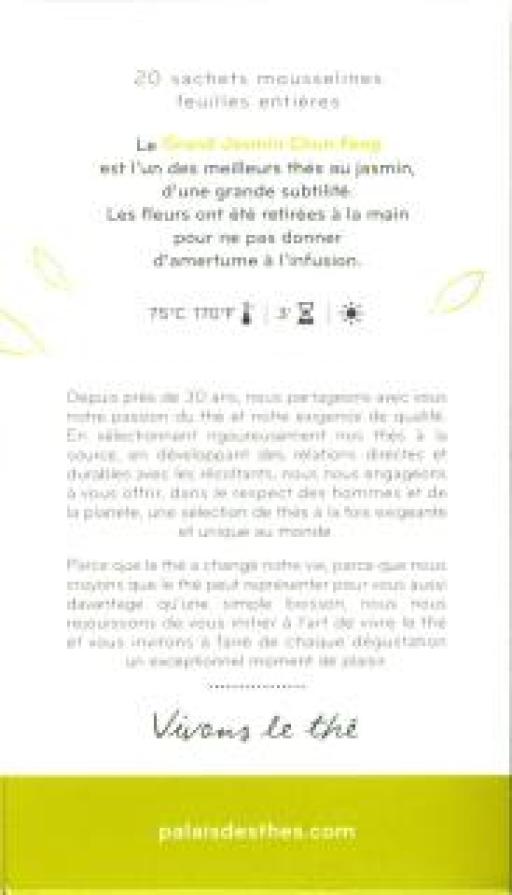 20 sachets mousselines
feuilles entières
Le Grand Jasmin Chun Feng
est l'un des meilleurs thés au jasmin,
d'une grande subtilité.
Les fleurs ont été retirées à la main
pour ne pas donner
d'amertume à l'infusion.
75°C 170°F | 3' |
Depuis près de 30 ans, nous partageons avec vous
notre passion du thé et notre exigence de qualité.
En sélectionnant rigoureusement nos thés à la
source, en développant des relations directes et
durables avec les récoltants, nous nous engageons
à vous offrir, dans le respect des hommes et de
la planète, une sélection de thés à la fois exigeante
et unique au monde.
Parce que le thé a changé notre vie, parce que nous
croyons que le thé peut représenter pour vous aussi
davantage qu'une simple boisson, nous nous
réjouissons de vous initier à l'art de vivre le thé
et vous invitons à faire de chaque dégustation
un exceptionnel moment de plaisir.
Vivons le thé
palaisdesthes.com